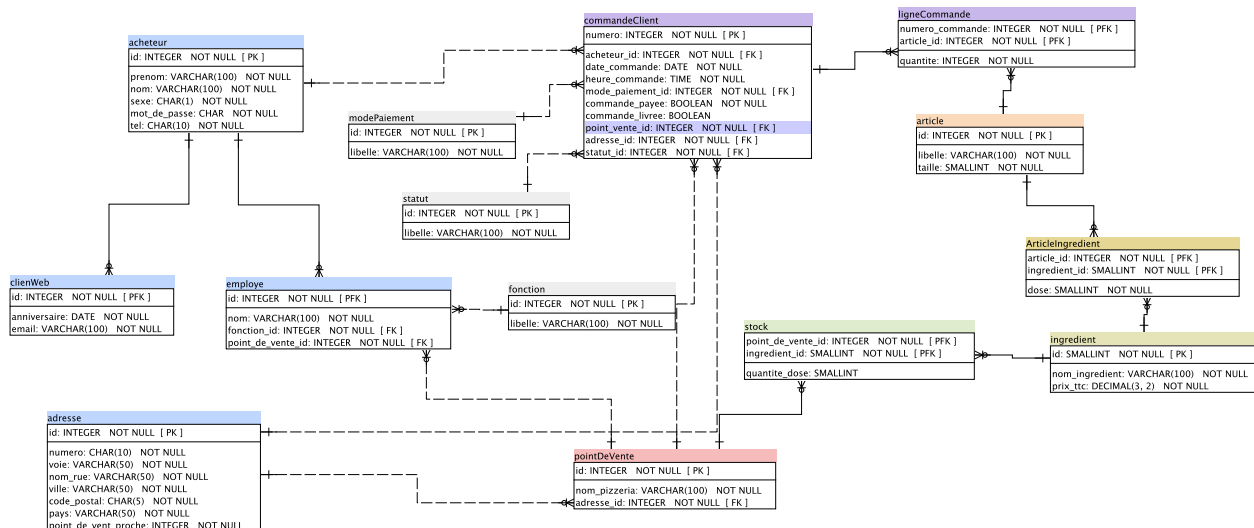 acheteur
id: INTEGER NOT NULL [ PK ]
prenom: VARCHAR(100) NOT NULL
nom: VARCHAR(100) NOT NULL
sexe: CHAR(1) NOT NULL
mot_de_passe: CHAR NOT NULL
tel: CHAR(10) NOT NULL
commandeClient
numero: INTEGER NOT NULL [ PK ]
acheteur_id: INTEGER NOT NULL [ FK ]
date_commande: DATE NOT NULL
heure_commande: TIME NOT NULL
mode_paiement_id: INTEGER NOT NULL [ FK ]
commande_payee: BOOLEAN NOT NULL
commande_livree: BOOLEAN
point_vente_id: INTEGER NOT NULL [ FK ]
adresse_id: INTEGER NOT NULL [ FK ]
statut_id: INTEGER NOT NULL [ FK ]
ligneCommande
numero_commande: INTEGER NOT NULL [ PFK ]
article_id: INTEGER NOT NULL [ PFK ]
quantite: INTEGER NOT NULL
modePaiement
id: INTEGER NOT NULL [ PK ]
libelle: VARCHAR(100) NOT NULL
article
id: INTEGER NOT NULL [ PK ]
libelle: VARCHAR(100) NOT NULL
taille: SMALLINT NOT NULL
statut
id: INTEGER NOT NULL [ PK ]
libelle: VARCHAR(100) NOT NULL
ArticleIngredient
article_id: INTEGER NOT NULL [ PFK ]
ingredient_id: SMALLINT NOT NULL [ PFK ]
dose: SMALLINT NOT NULL
clienWeb
id: INTEGER NOT NULL [ PFK ]
anniversaire: DATE NOT NULL
email: VARCHAR(100) NOT NULL
employe
id: INTEGER NOT NULL [ PFK ]
nom: VARCHAR(100) NOT NULL
fonction_id: INTEGER NOT NULL [ FK ]
point_de_vente_id: INTEGER NOT NULL [ FK ]
fonction
id: INTEGER NOT NULL [ PK ]
libelle: VARCHAR(100) NOT NULL
stock
point_de_vente_id: INTEGER NOT NULL [ PFK ]
ingredient_id: SMALLINT NOT NULL [ PFK ]
quantite_dose: SMALLINT
ingredient
id: SMALLINT NOT NULL [ PK ]
nom_ingredient: VARCHAR(100) NOT NULL
prix_ttc: DECIMAL(3, 2) NOT NULL
adresse
id: INTEGER NOT NULL [ PK ]
numero: CHAR(10) NOT NULL
voie: VARCHAR(50) NOT NULL
nom_rue: VARCHAR(50) NOT NULL
ville: VARCHAR(50) NOT NULL
code_postal: CHAR(5) NOT NULL
pays: VARCHAR(50) NOT NULL
point_de_vent_proche: INTEGER NOT NULL
pointDeVente
id: INTEGER NOT NULL [ PK ]
nom_pizzeria: VARCHAR(100) NOT NULL
adresse_id: INTEGER NOT NULL [ FK ]